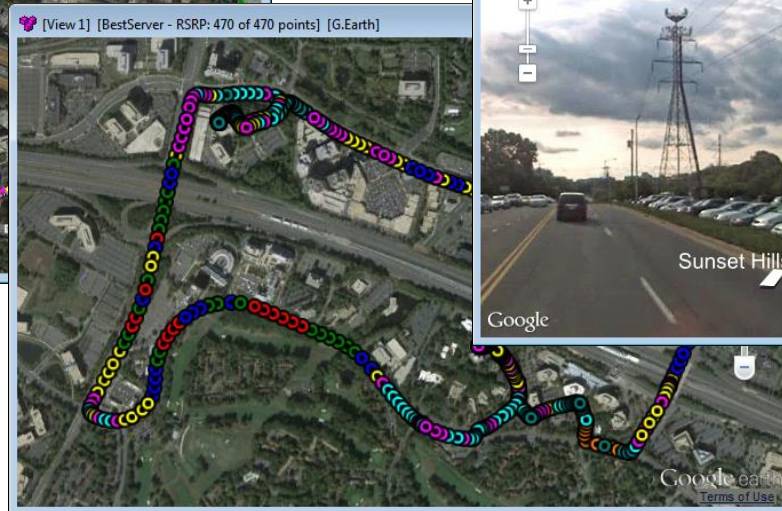 [View 1] [BestServer - RSRP: 470 of 470 points] [G.Earth]
Sunset Hills
Google
Google earth
Terms of Use